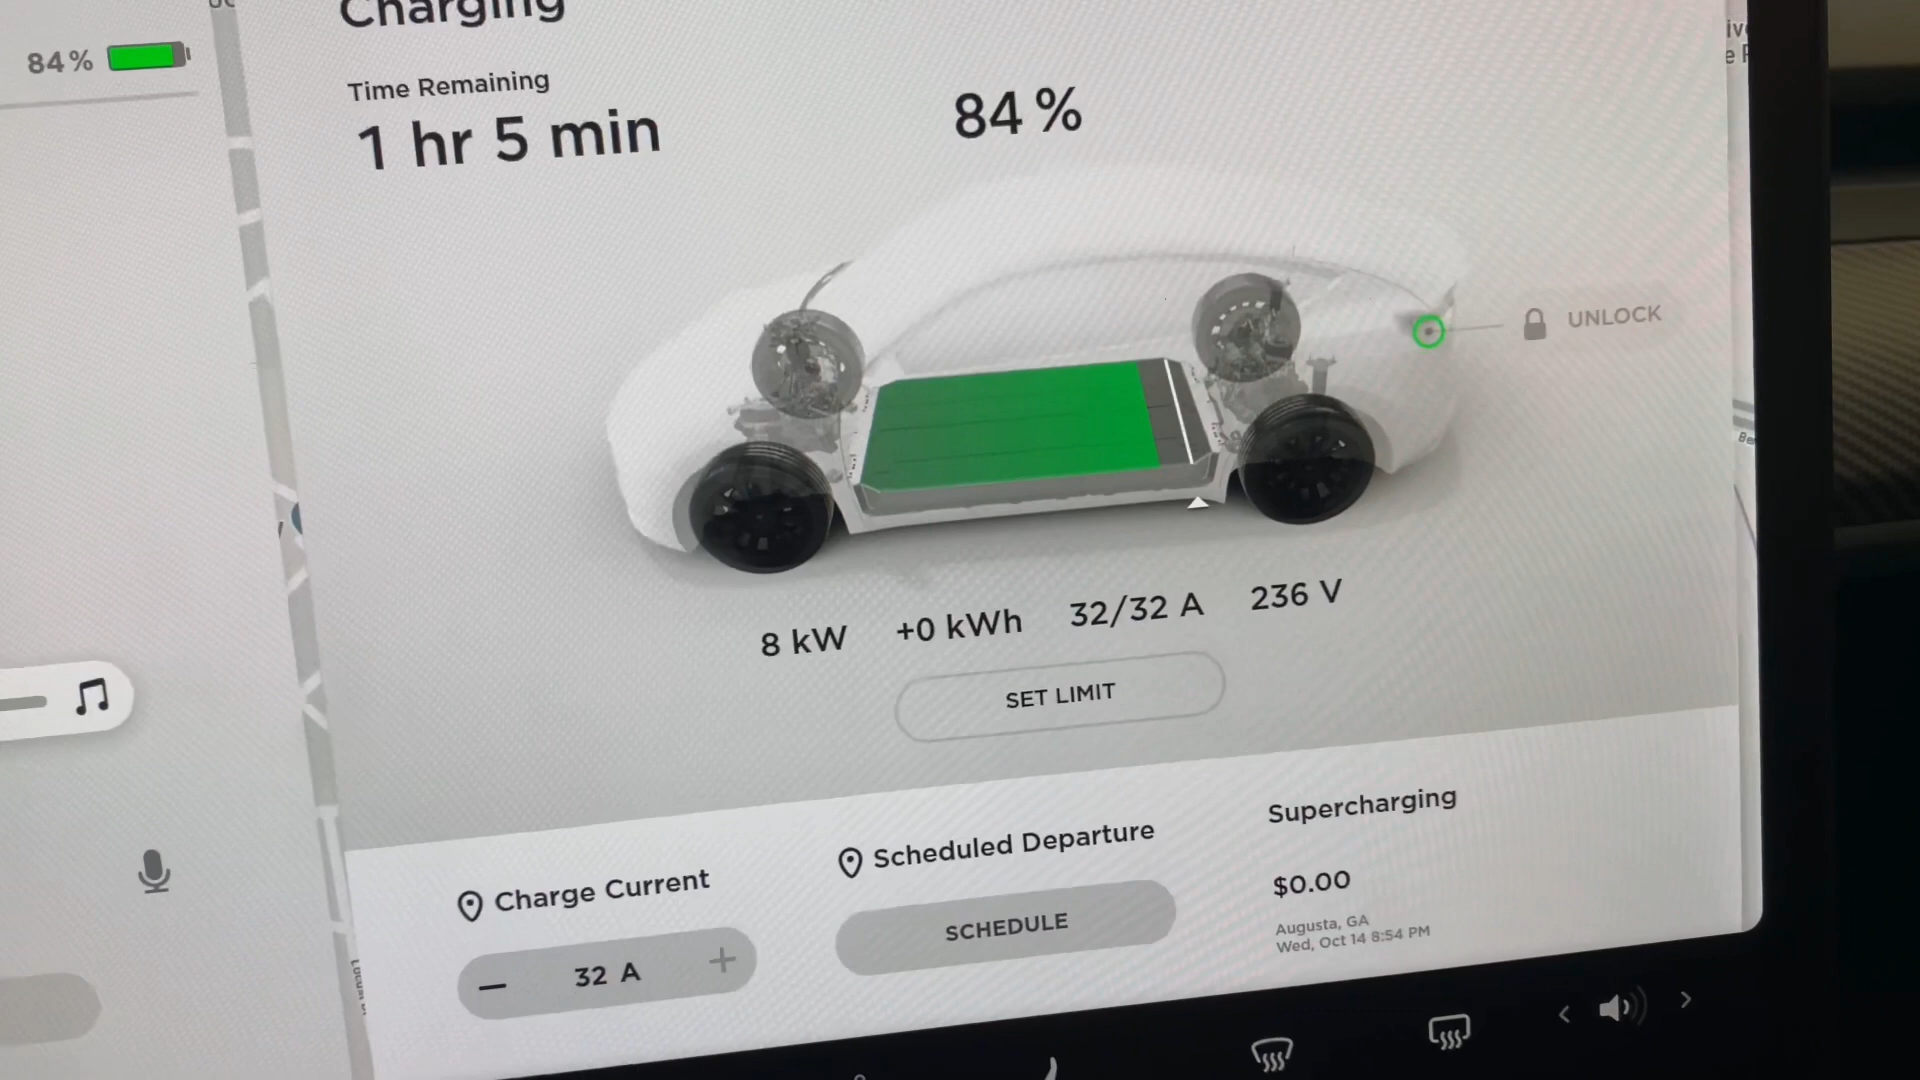 Charging
84%
Time Remaining
1 hr 5 min
84%
UNLOCK
8 kW +0 kWh 32/32 A 236 V
SET LIMIT
Charge Current
32 A
Scheduled Departure
SCHEDULE
Supercharging
$0.00
Augusta, GA
Wed, Oct 14 8:54 PM